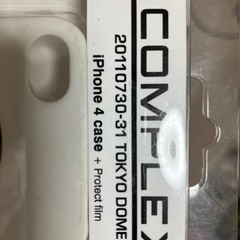 COMPLEX
20110730-31 TOKYO DOME
iPhone 4 case + Protect film